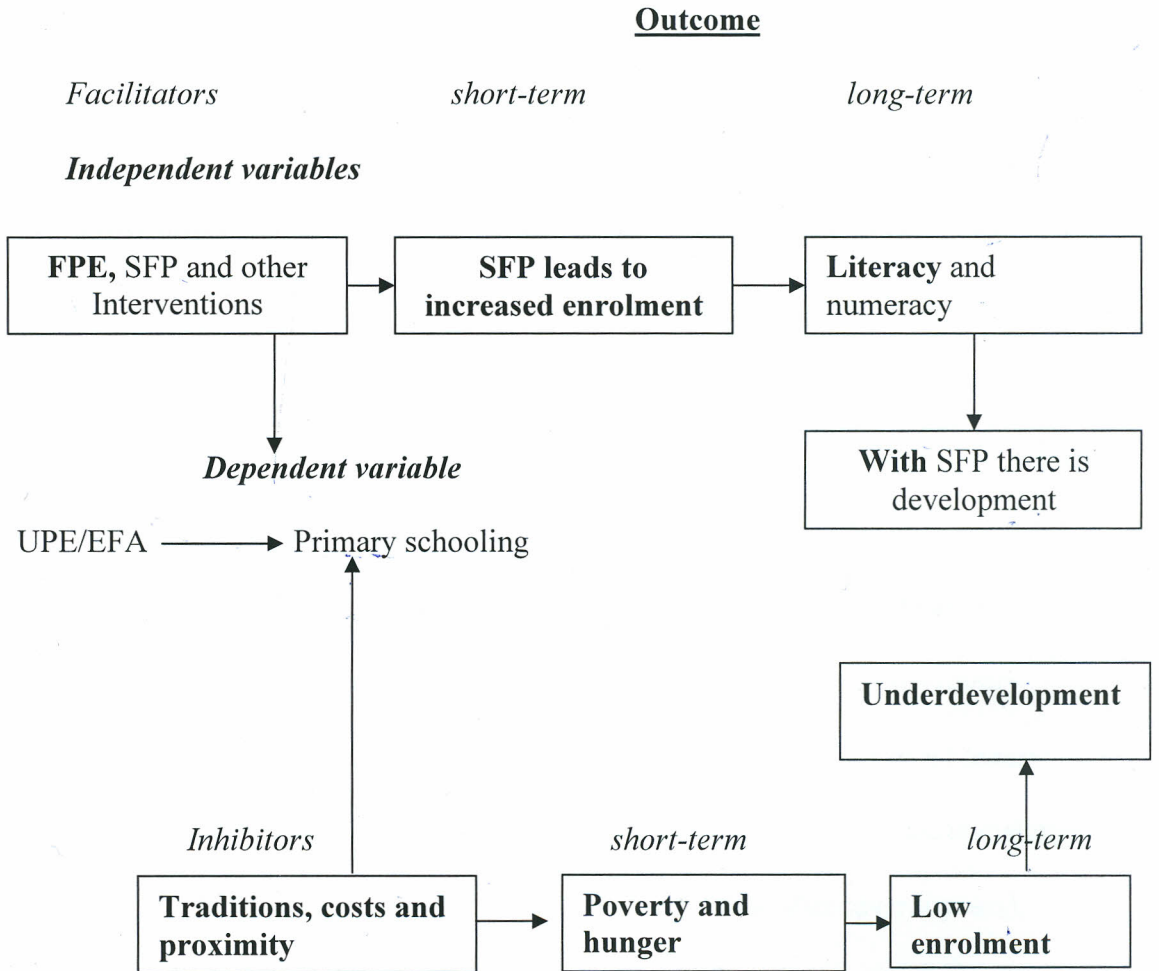 Outcome
Facilitators short-term long-term
Independent variables
FPE, SFP and other
Interventions
SFP leads to
increased enrolment
Literacy and
numeracy
Dependent variable
With SFP there is
development
UPE/EFA Primary schooling
Underdevelopment
Inhibitors short-term long-term
Traditions, costs and
proximity
Poverty and
hunger
Low
enrolment